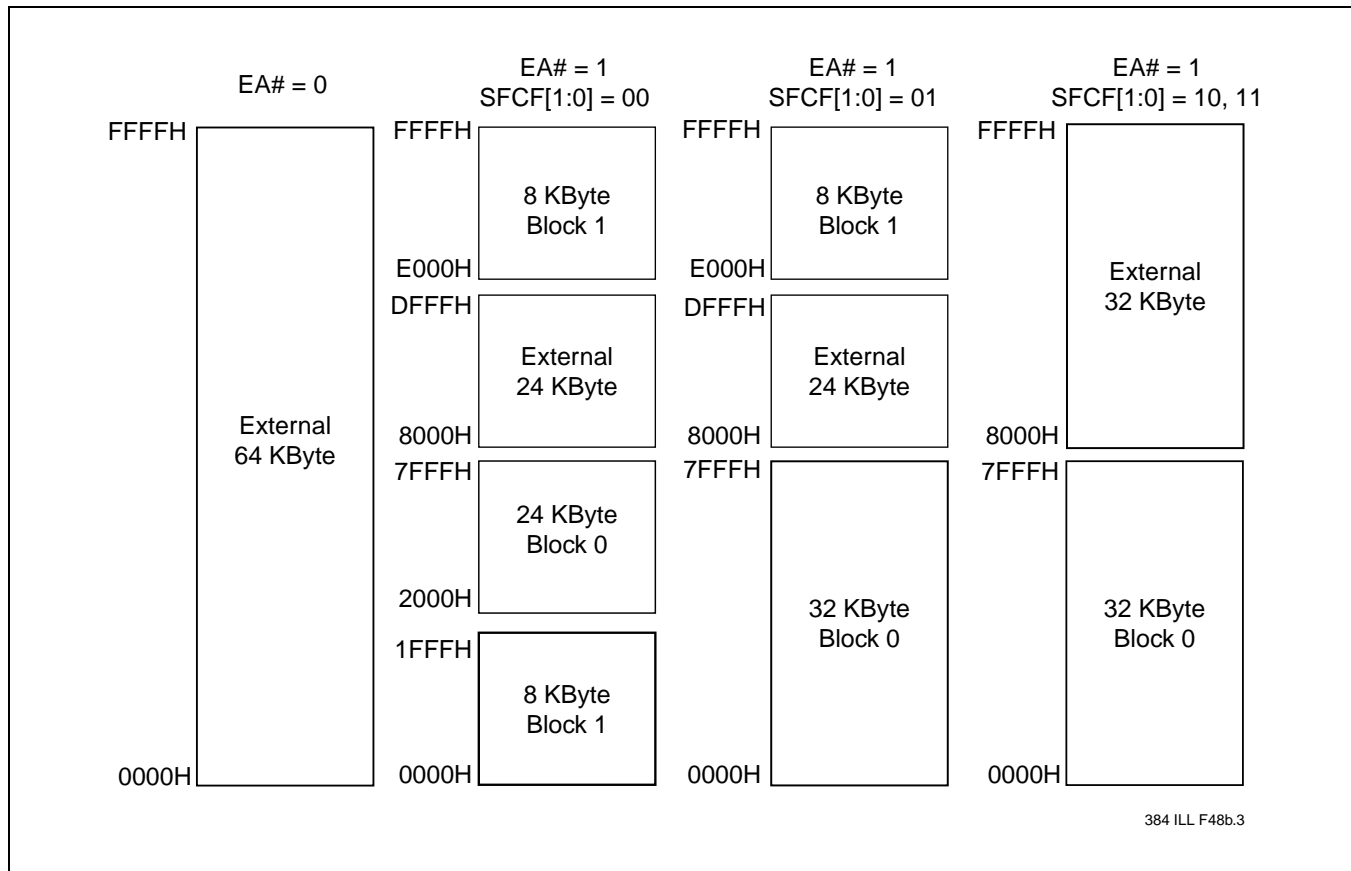 EA# = 0
FFFFH
External
64 KByte
0000H
EA# = 1
SFCF[1:0] = 00
FFFFH
8 KByte
Block 1
E000H
DFFFH
External
24 KByte
8000H
7FFFH
24 KByte
Block 0
2000H
1FFFH
8 KByte
Block 1
0000H
EA# = 1
SFCF[1:0] = 01
FFFFH
8 KByte
Block 1
E000H
DFFFH
External
24 KByte
8000H
7FFFH
32 KByte
Block 0
0000H
EA# = 1
SFCF[1:0] = 10, 11
FFFFH
External
32 KByte
8000H
7FFFH
32 KByte
Block 0
0000H
384 ILL F48b.3